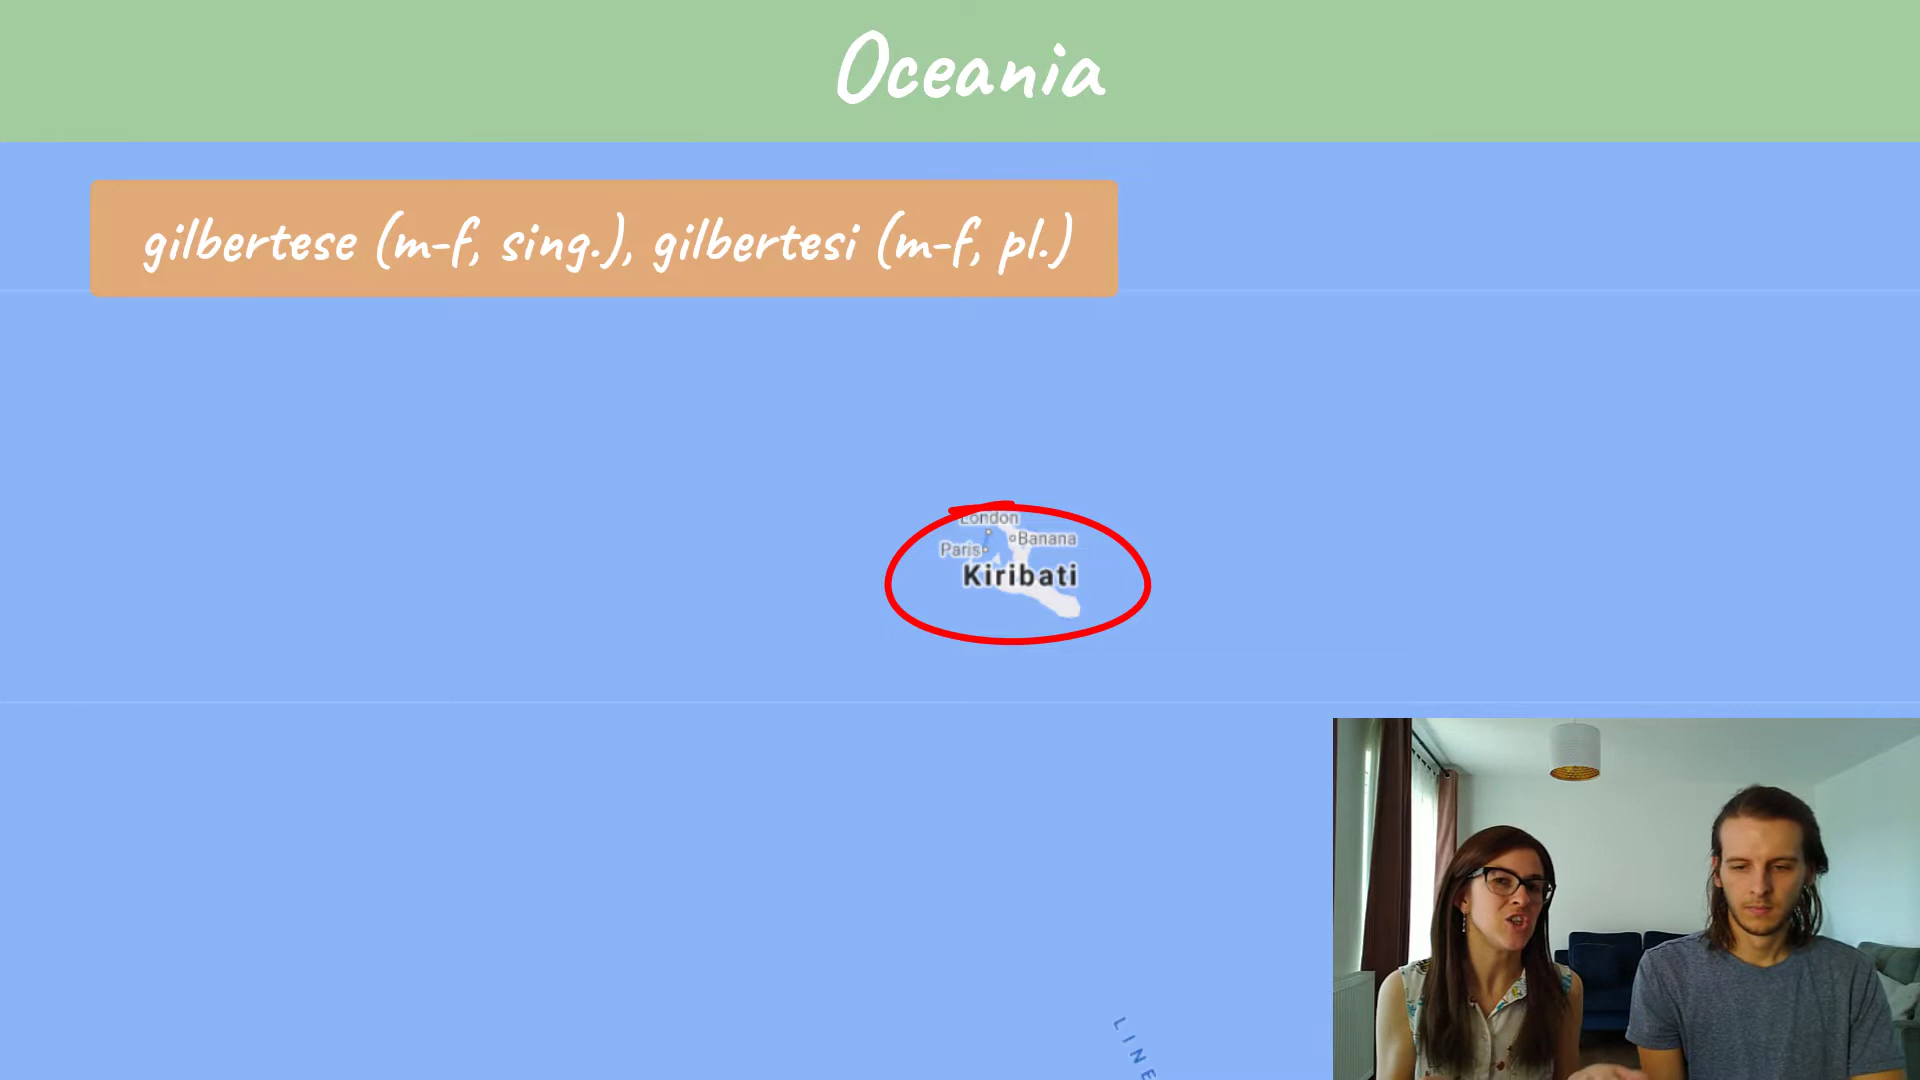 Oceania
gilbertese (m-f, sing.), gilbertesi (m-f, pl.)
London
Banana
Paris
Kiribati
LINE